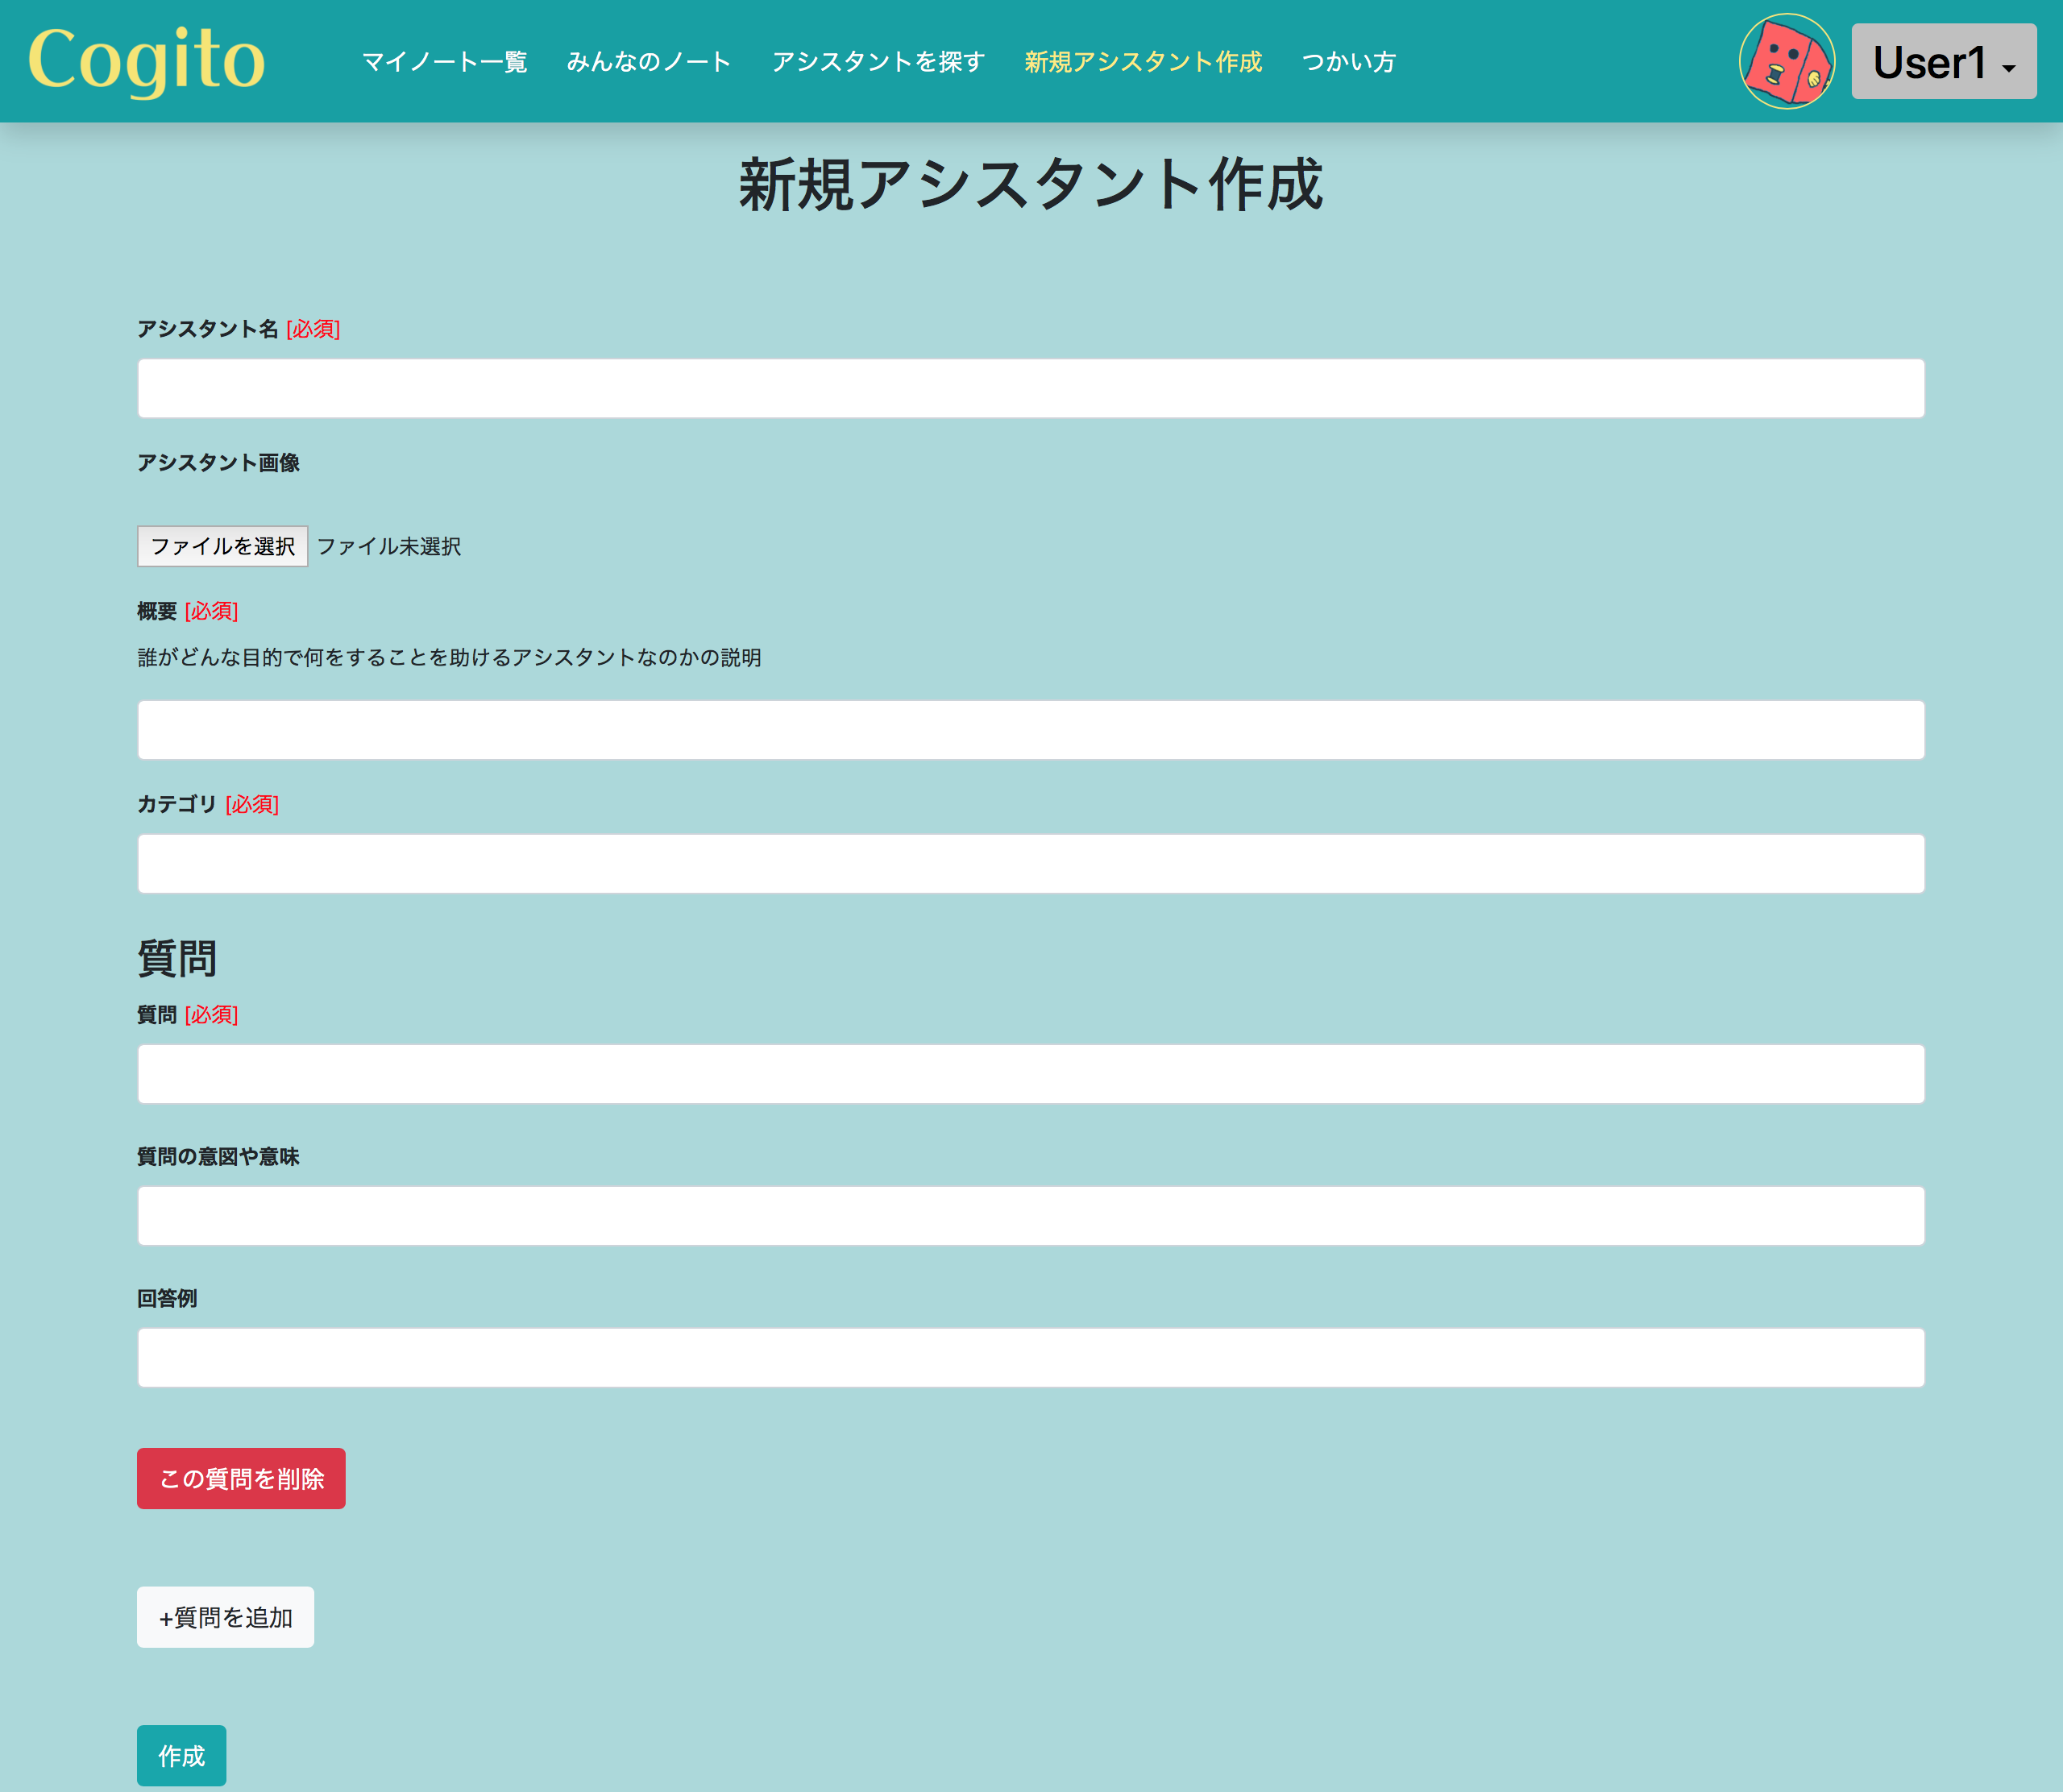 Cogito マイノート一覧 みんなのノート アシスタントを探す 新規アシスタント作成 つかい方 User1
新規アシスタント作成
アシスタント名 [必須]
アシスタント画像
ファイルを選択 ファイル未選択
概要 [必須]
誰がどんな目的で何をすることを助けるアシスタントなのかの説明
カテゴリ [必須]
質問
質問 [必須]
質問の意図や意味
回答例
この質問を削除
+質問を追加
作成